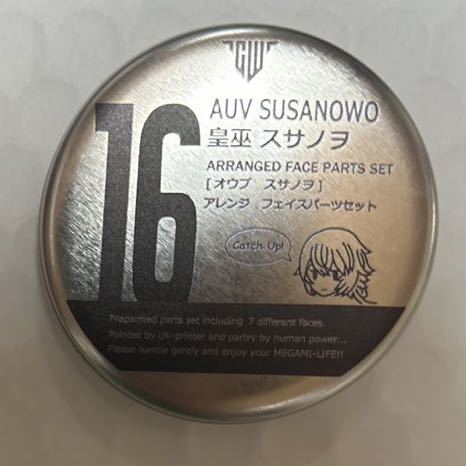 GW
16
AUV SUSANOWO
皇巫 スサノヲ
ARRANGED FACE PARTS SET
[オウブ スサノヲ]
アレンジ フェイスパーツセット
Catch Up!
Prepainted parts set including 7 different faces.
Painted by UV-printer and partry by human power...
Please handle gently and enjoy your MEGAMI-LIFE!!